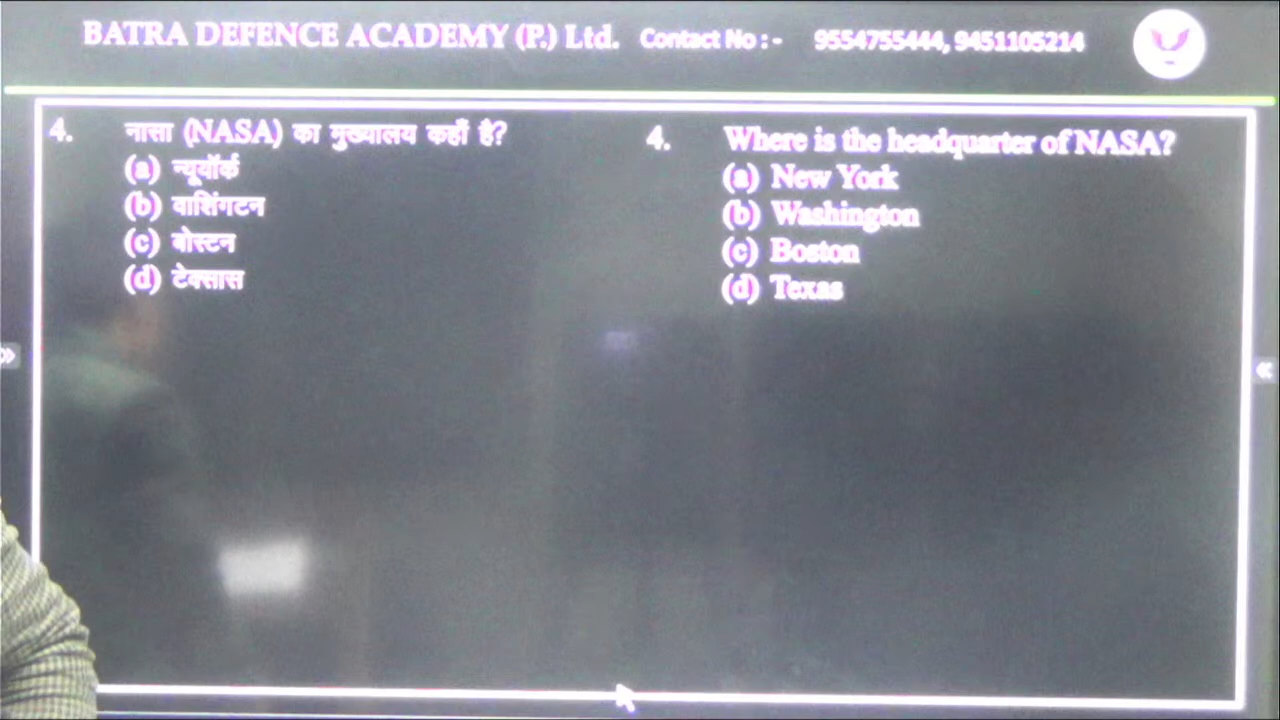 BATRA DEFENCE ACADEMY (P.) Ltd. Contact No :- 9554755444, 9451105214
4. नासा (NASA) का मुख्यालय कहाँ है?
(a) न्यूयॉर्क
(b) वाशिंगटन
(c) बोस्टन
(d) टेक्सास
4. Where is the headquarter of NASA?
(a) New York
(b) Washington
(c) Boston
(d) Texas